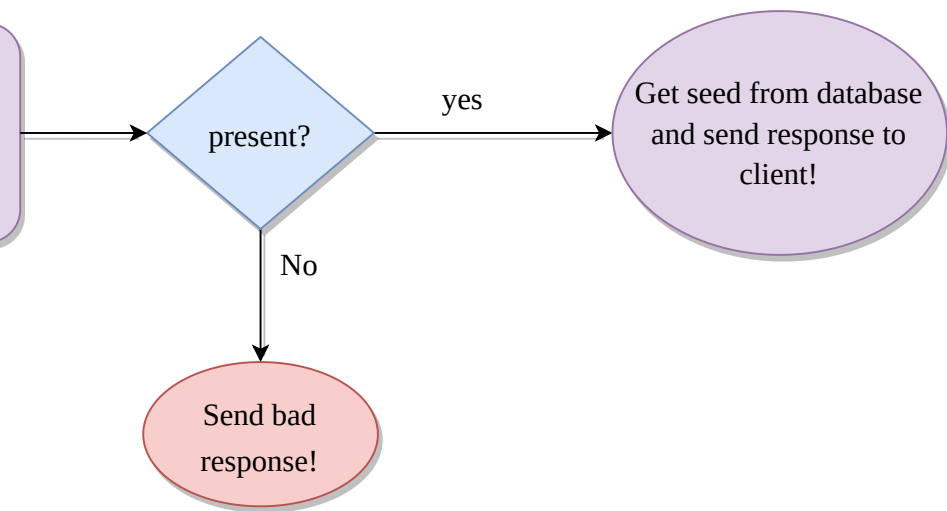 yes
Get seed from database
and send response to
client!
present?
No
Send bad
response!